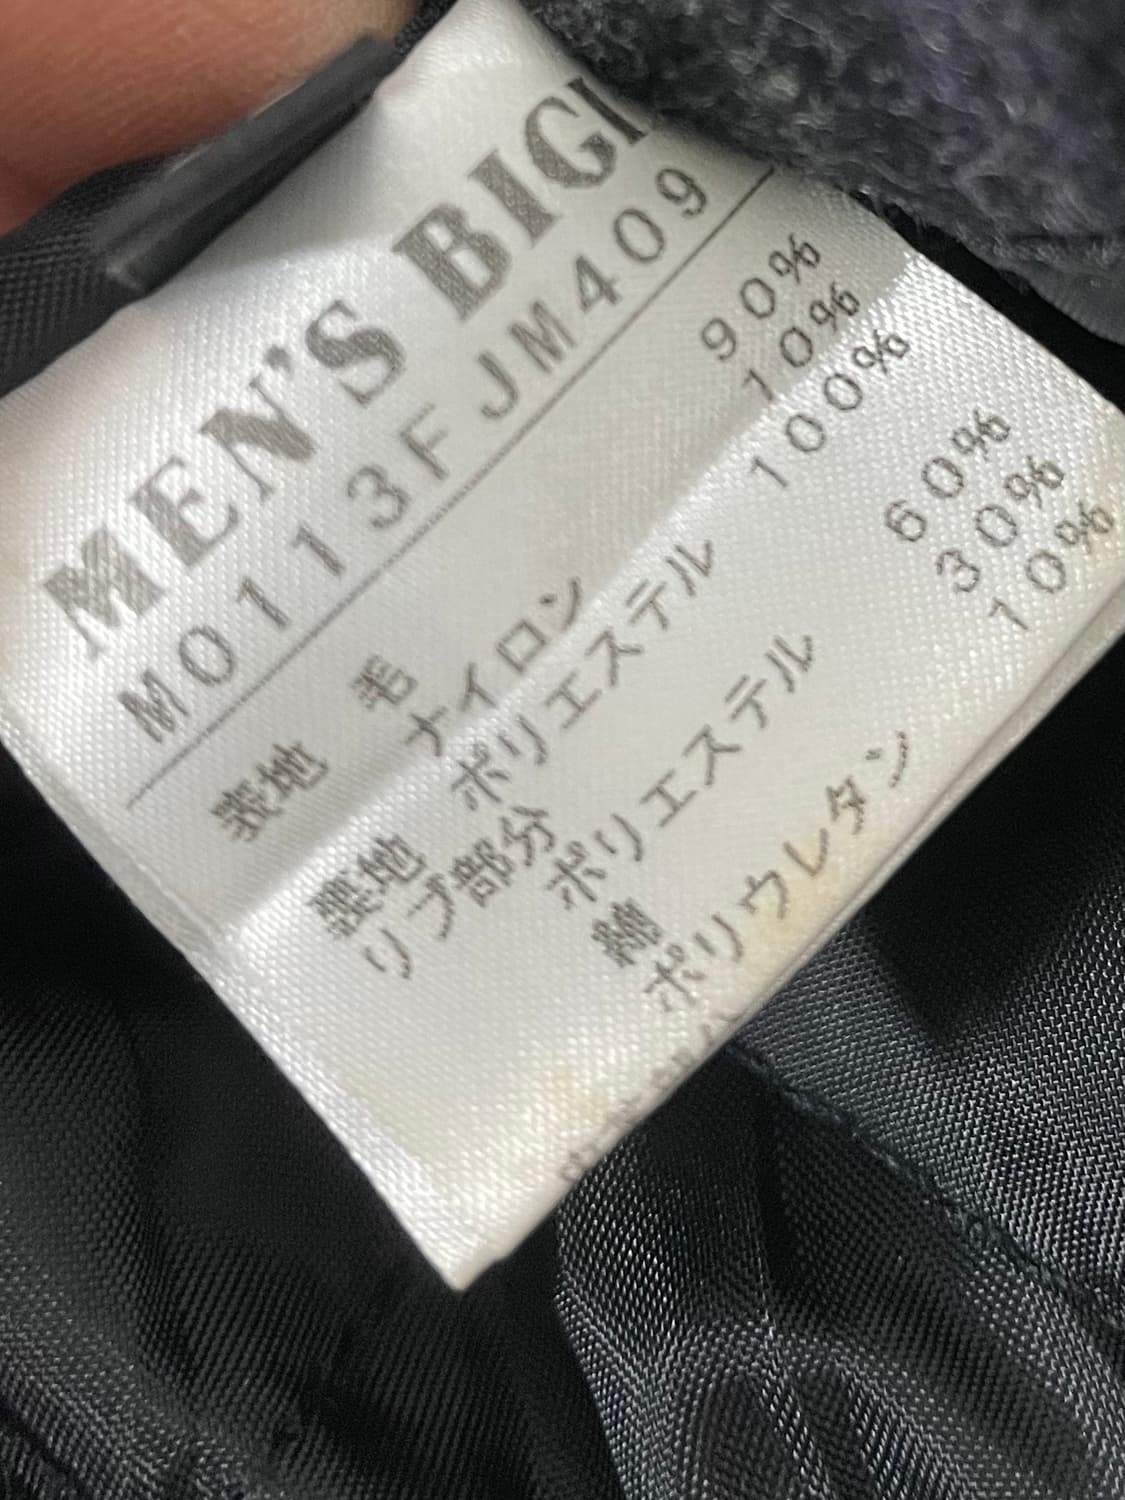 MEN'S BIGI
M0113FJM409
表地 毛 90%
ナイロン 10%
裏地 ポリエステル 100%
リブ部分
ポリエステル 60%
綿 30%
ポリウレタン 10%